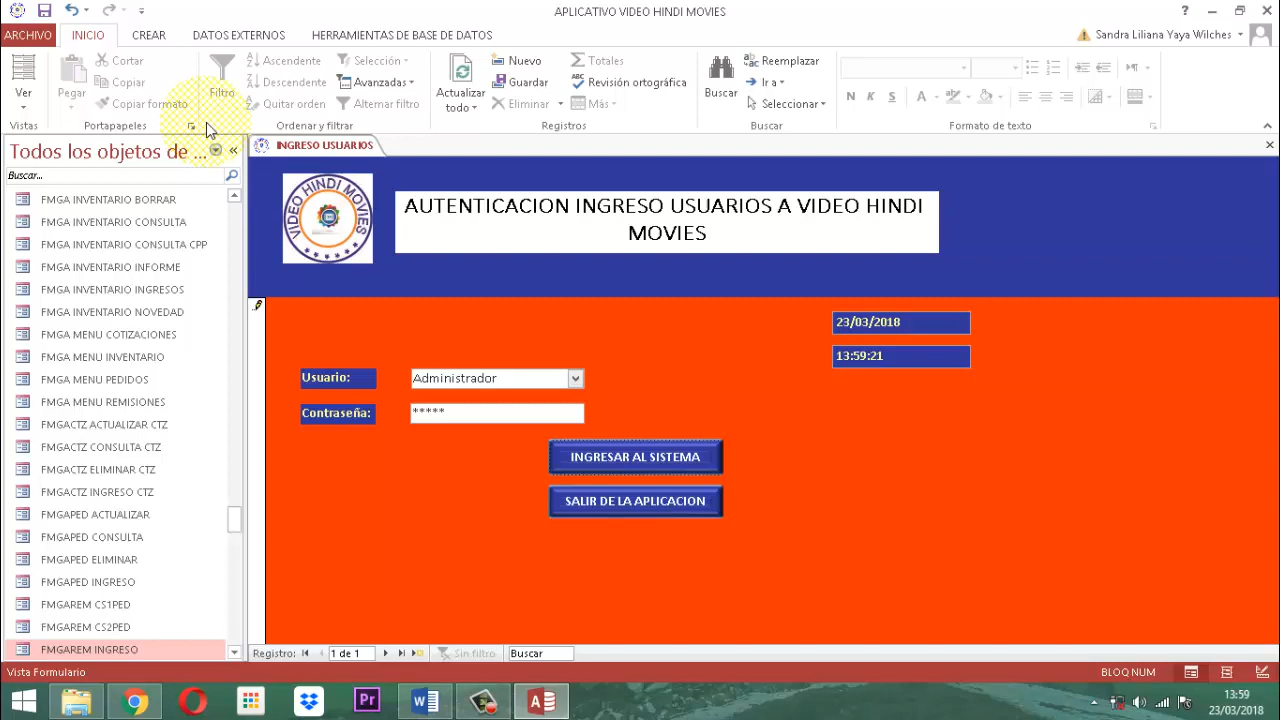 APLICATIVO VIDEO HINDI MOVIES
ARCHIVO INICIO CREAR DATOS EXTERNOS HERRAMIENTAS DE BASE DE DATOS
Sandra Liliana Yaya Wilches
Ver
Vistas
Pegar
Cortar
Copiar
Copiar formato
Portapapeles
Filtro
Ascendente
Descendente
Quitar orden
Selección
Avanzadas
Alternar filtro
Ordenar y filtrar
Actualizar
todo
Nuevo
Guardar
Eliminar
Totales
Revisión ortográfica
Más
Registros
Buscar
Reemplazar
Ir a
Seleccionar
Buscar
N K S A
Formato de texto
Todos los objetos de ...
Buscar...
FMGA INVENTARIO BORRAR
FMGA INVENTARIO CONSULTA
FMGA INVENTARIO CONSULTA CPP
FMGA INVENTARIO INFORME
FMGA INVENTARIO INGRESOS
FMGA INVENTARIO NOVEDAD
FMGA MENU COTIZACIONES
FMGA MENU INVENTARIO
FMGA MENU PEDIDOS
FMGA MENU REMISIONES
FMGACTZ ACTUALIZAR CTZ
FMGACTZ CONSULTA CTZ
FMGACTZ ELIMINAR CTZ
FMGACTZ INGRESO CTZ
FMGAPED ACTUALIZAR
FMGAPED CONSULTA
FMGAPED ELIMINAR
FMGAPED INGRESO
FMGAREM CS1PED
FMGAREM CS2PED
FMGAREM INGRESO
INGRESO USUARIOS
VIDEO HINDI MOVIES
AUTENTICACION INGRESO USUARIOS A VIDEO HINDI
MOVIES
23/03/2018
13:59:21
Usuario: Administrador
Contraseña: *****
INGRESAR AL SISTEMA
SALIR DE LA APLICACION
Registro: 1 de 1 Sin filtro Buscar
Vista Formulario BLOQ NUM
Pr
13:59
23/03/2018